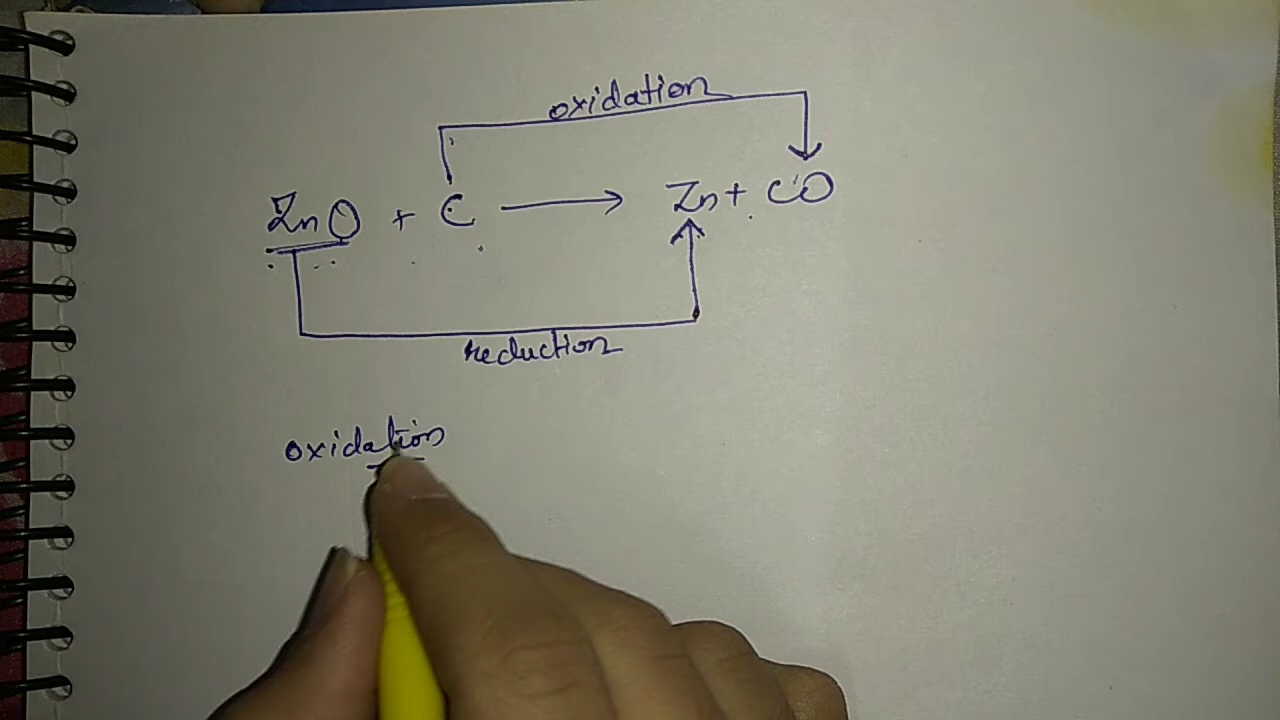 oxidation
ZnO + C → Zn + CO
reduction
oxidation